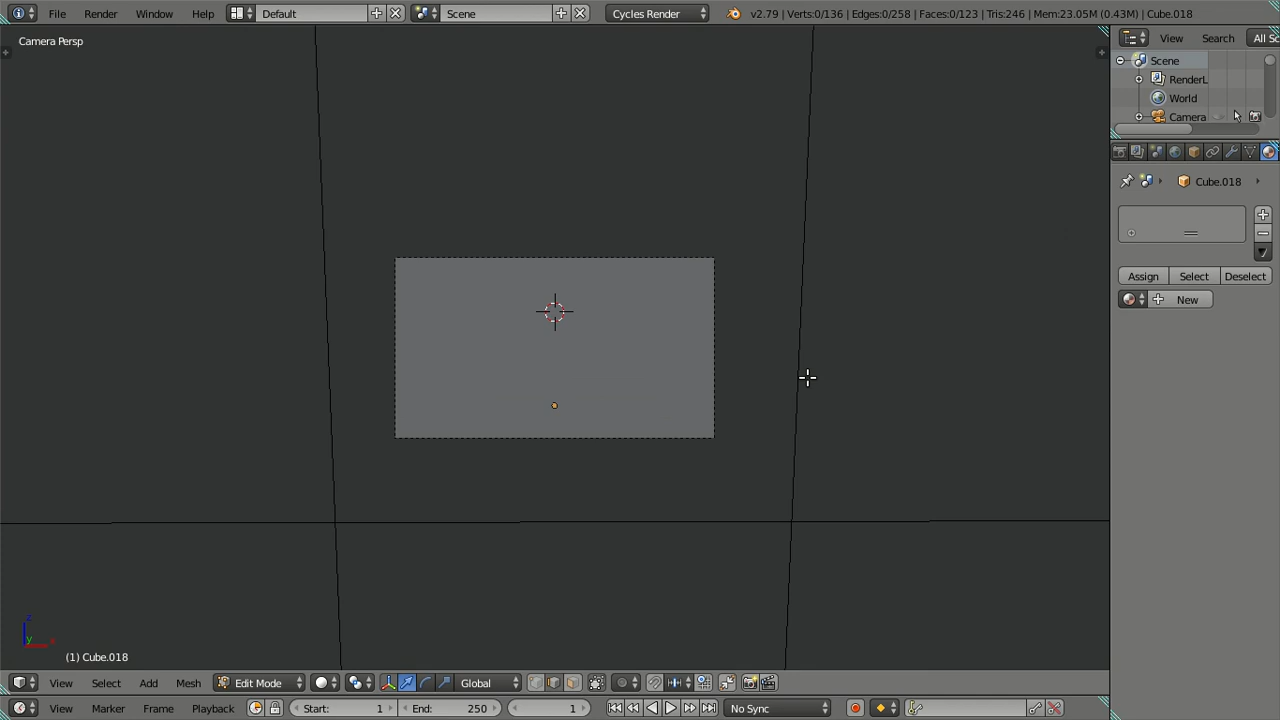 File Render Window Help Default Scene Cycles Render v2.79 | Verts:0/136 | Edges:0/258 | Faces:0/123 | Tris:246 | Mem:23.05M (0.43M) | Cube.018
Camera Persp
View Search All Sc
Scene
RenderL
World
Camera
Cube.018
Assign Select Deselect
New
z
y x
(1) Cube.018
View Select Add Mesh Edit Mode Global
View Marker Frame Playback Start: 1 End: 250 1 No Sync